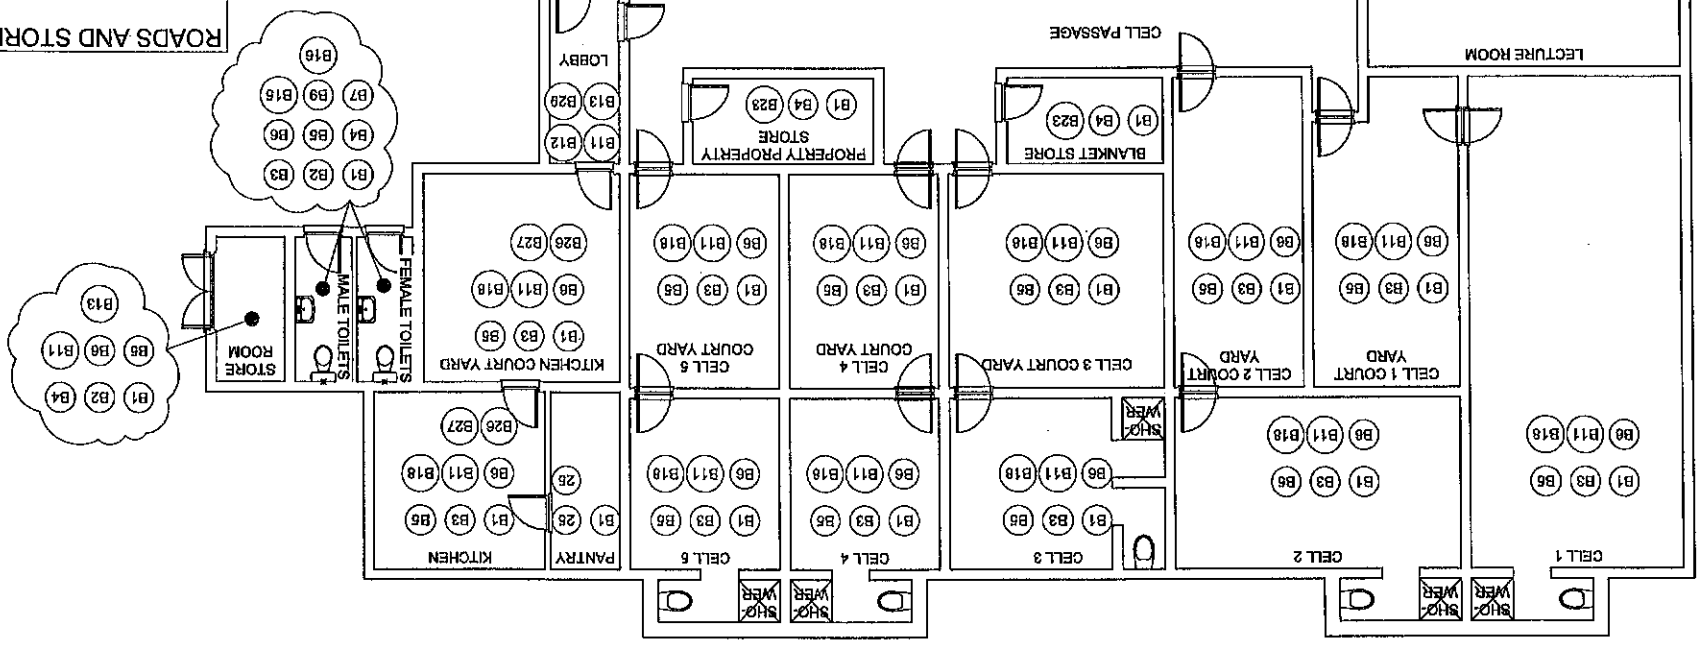 SHO-
WER
SHO-
WER
SHO-
WER
SHO-
WER
CELL 1
B1 B3 B5
B6 B11 B18
CELL 2
B1 B3 B5
B6 B11 B18
CELL 3
B1 B3 B5
B6 B11 B18
SHO-
WER
CELL 4
B1 B3 B5
B6 B11 B18
CELL 5
B1 B3 B5
B6 B11 B18
PANTRY
B1 25
25
KITCHEN
B1 B3 B5
B6 B11 B18
B26 B27
CELL 1 COURT
YARD
B1 B3 B5
B6 B11 B18
CELL 2 COURT
YARD
B1 B3 B5
B6 B11 B18
CELL 3 COURT YARD
B1 B3 B5
B6 B11 B18
CELL 4
COURT YARD
B1 B3 B5
B6 B11 B18
CELL 5
COURT YARD
B1 B3 B5
B6 B11 B18
KITCHEN COURT YARD
B1 B3 B5
B6 B11 B18
B26 B27
FEMALE TOILETS
MALE TOILETS
STORE
ROOM
B1 B2 B4
B5 B6 B11
B13
B1 B2 B3
B4 B5 B6
B7 B9 B15
B16
BLANKET STORE
B1 B4 B23
PROPERTY PROPERTY
STORE
B1 B4 B23
B11 B12
B13 B29
LOBBY
LECTURE ROOM
CELL PASSAGE
ROADS AND STOR